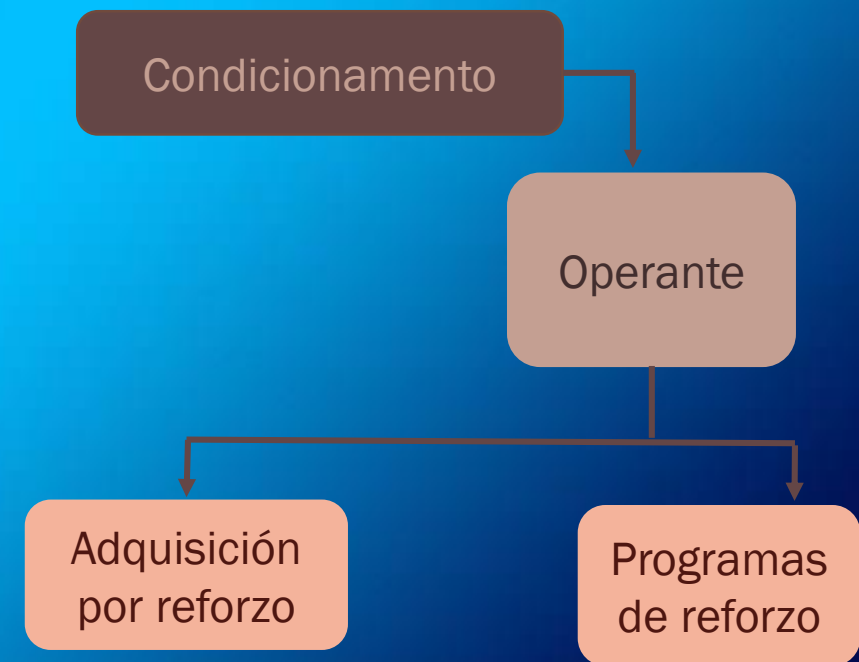 Condicionamento
Operante
Adquisición
por reforzo
Programas
de reforzo